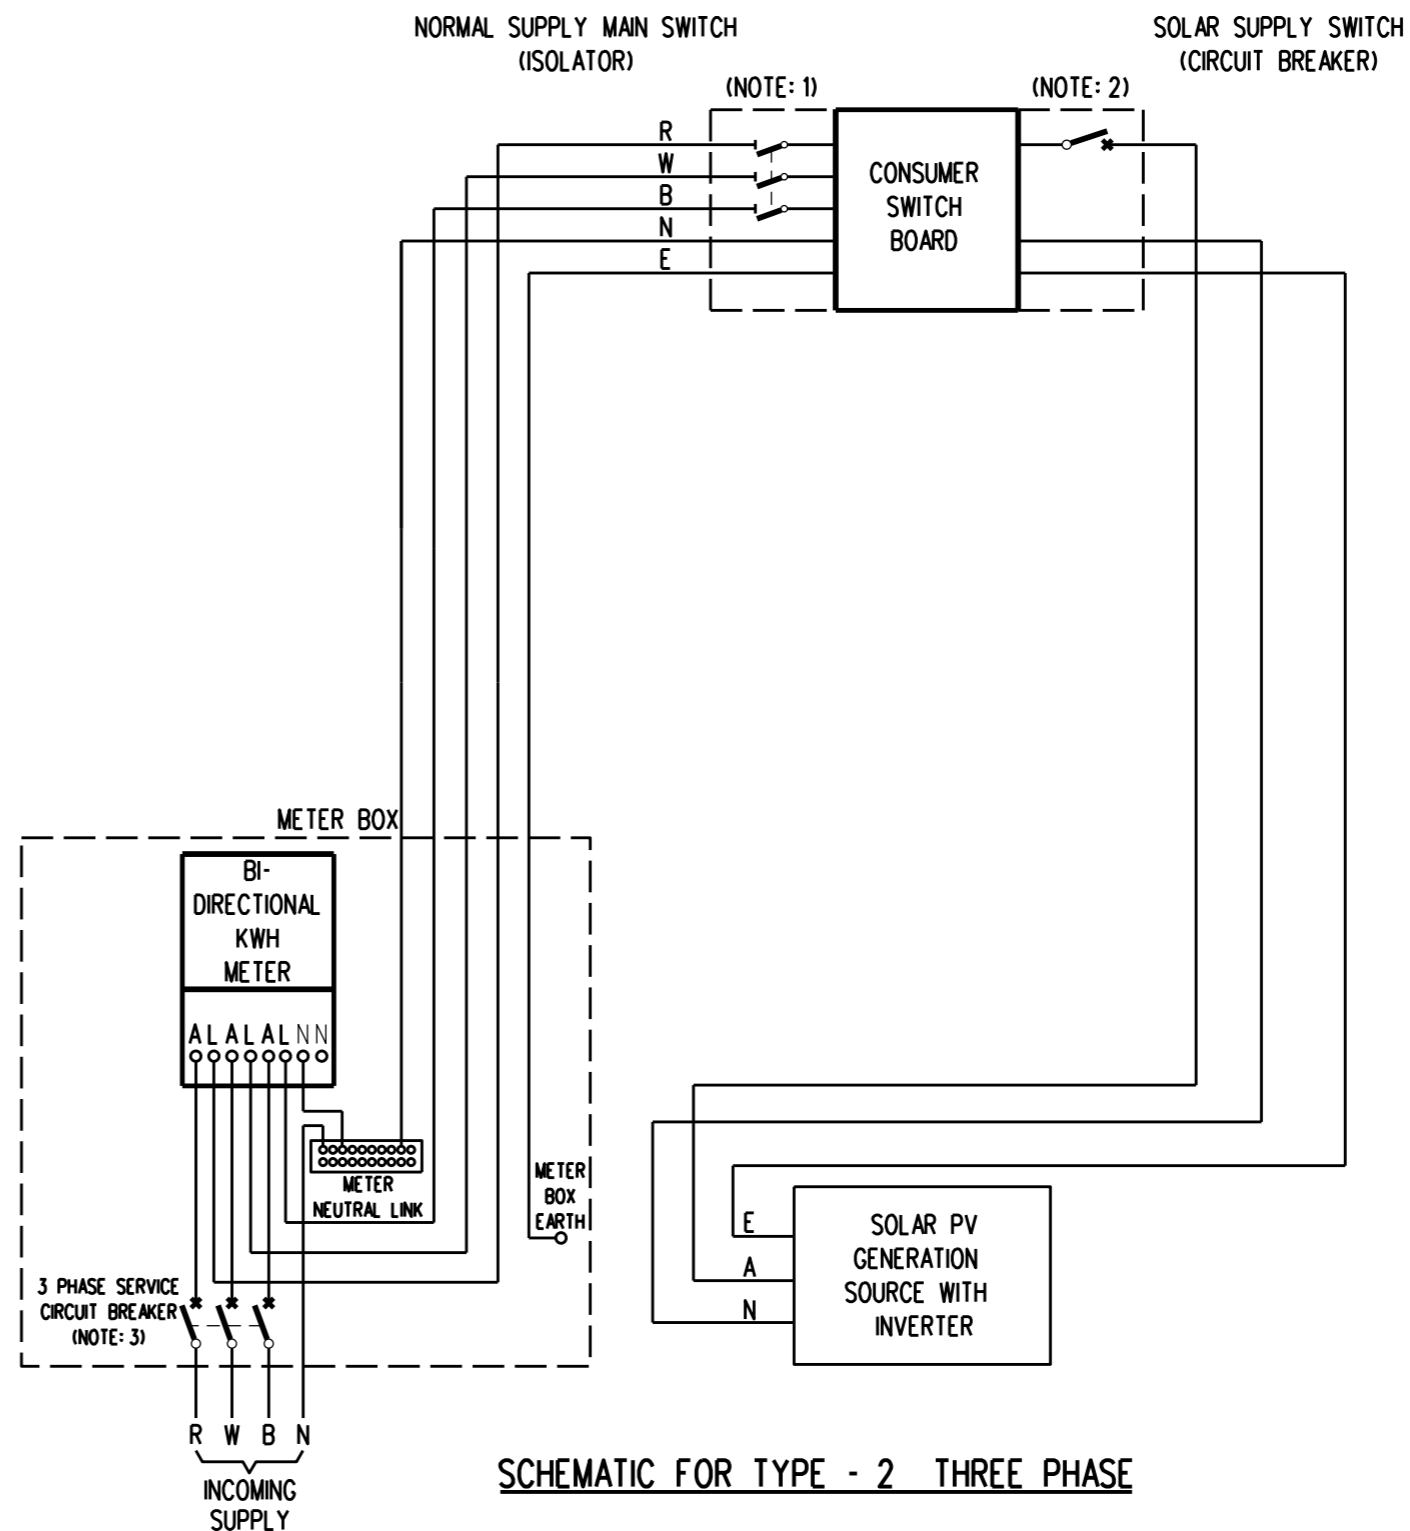 NORMAL SUPPLY MAIN SWITCH
(ISOLATOR)
(NOTE: 1)
SOLAR SUPPLY SWITCH
(CIRCUIT BREAKER)
(NOTE: 2)
R
W
B
N
E
CONSUMER
SWITCH
BOARD
METER BOX
BI-
DIRECTIONAL
KWH
METER
A L A L A L N N
METER
NEUTRAL LINK
METER
BOX
EARTH
3 PHASE SERVICE
CIRCUIT BREAKER
(NOTE: 3)
R W B N
INCOMING
SUPPLY
E
A
N
SOLAR PV
GENERATION
SOURCE WITH
INVERTER
SCHEMATIC FOR TYPE - 2 THREE PHASE